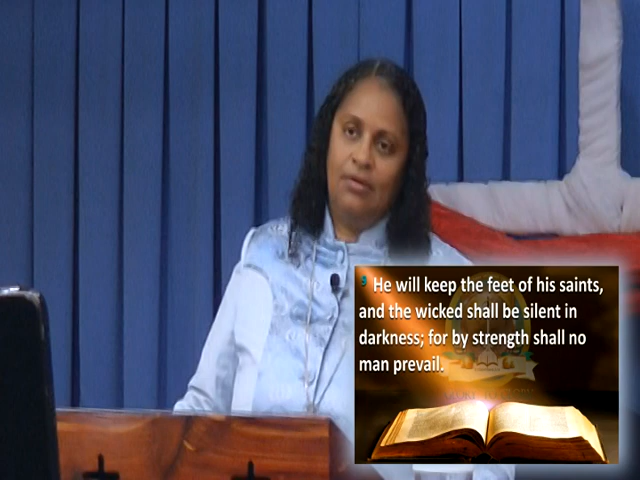 9 He will keep the feet of his saints,
and the wicked shall be silent in
darkness; for by strength shall no
man prevail.